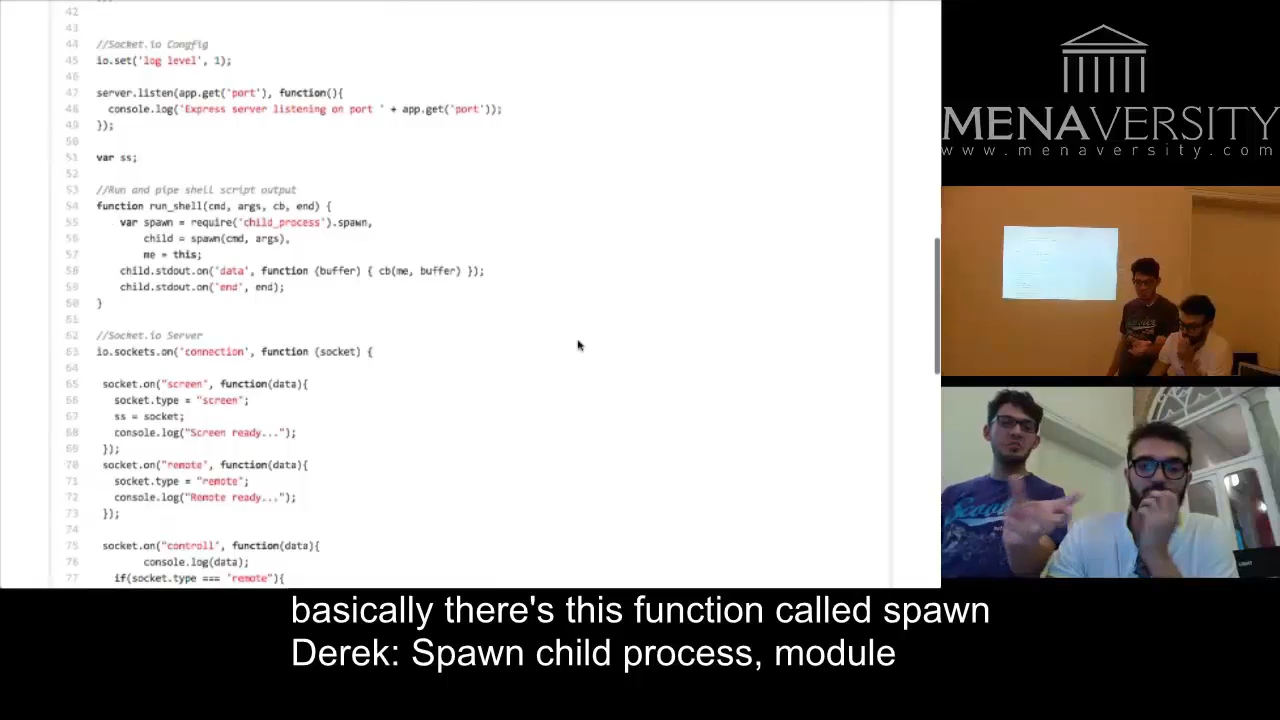 42
43
44 //Socket.io Congfig
45 io.set('log level', 1);
46
47 server.listen(app.get('port'), function(){
48 console.log('Express server listening on port ' + app.get('port'));
49 });
50
51 var ss;
52
53 //Run and pipe shell script output
54 function run_shell(cmd, args, cb, end) {
55 var spawn = require('child_process').spawn,
56 child = spawn(cmd, args),
57 me = this;
58 child.stdout.on('data', function (buffer) { cb(me, buffer) });
59 child.stdout.on('end', end);
60 }
61
62 //Socket.io Server
63 io.sockets.on('connection', function (socket) {
64
65 socket.on("screen", function(data){
66 socket.type = "screen";
67 ss = socket;
68 console.log("Screen ready...");
69 });
70 socket.on("remote", function(data){
71 socket.type = "remote";
72 console.log("Remote ready...");
73 });
74
75 socket.on("controll", function(data){
76 console.log(data);
77 if(socket.type === "remote"){
MENAVERSITY
www.menaversity.com
basically there's this function called spawn
Derek: Spawn child process, module